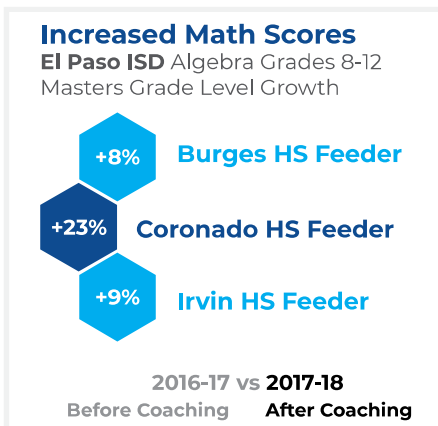 Increased Math Scores
El Paso ISD Algebra Grades 8-12
Masters Grade Level Growth
+8% Burges HS Feeder
+23% Coronado HS Feeder
+9% Irvin HS Feeder
2016-17 vs 2017-18
Before Coaching After Coaching